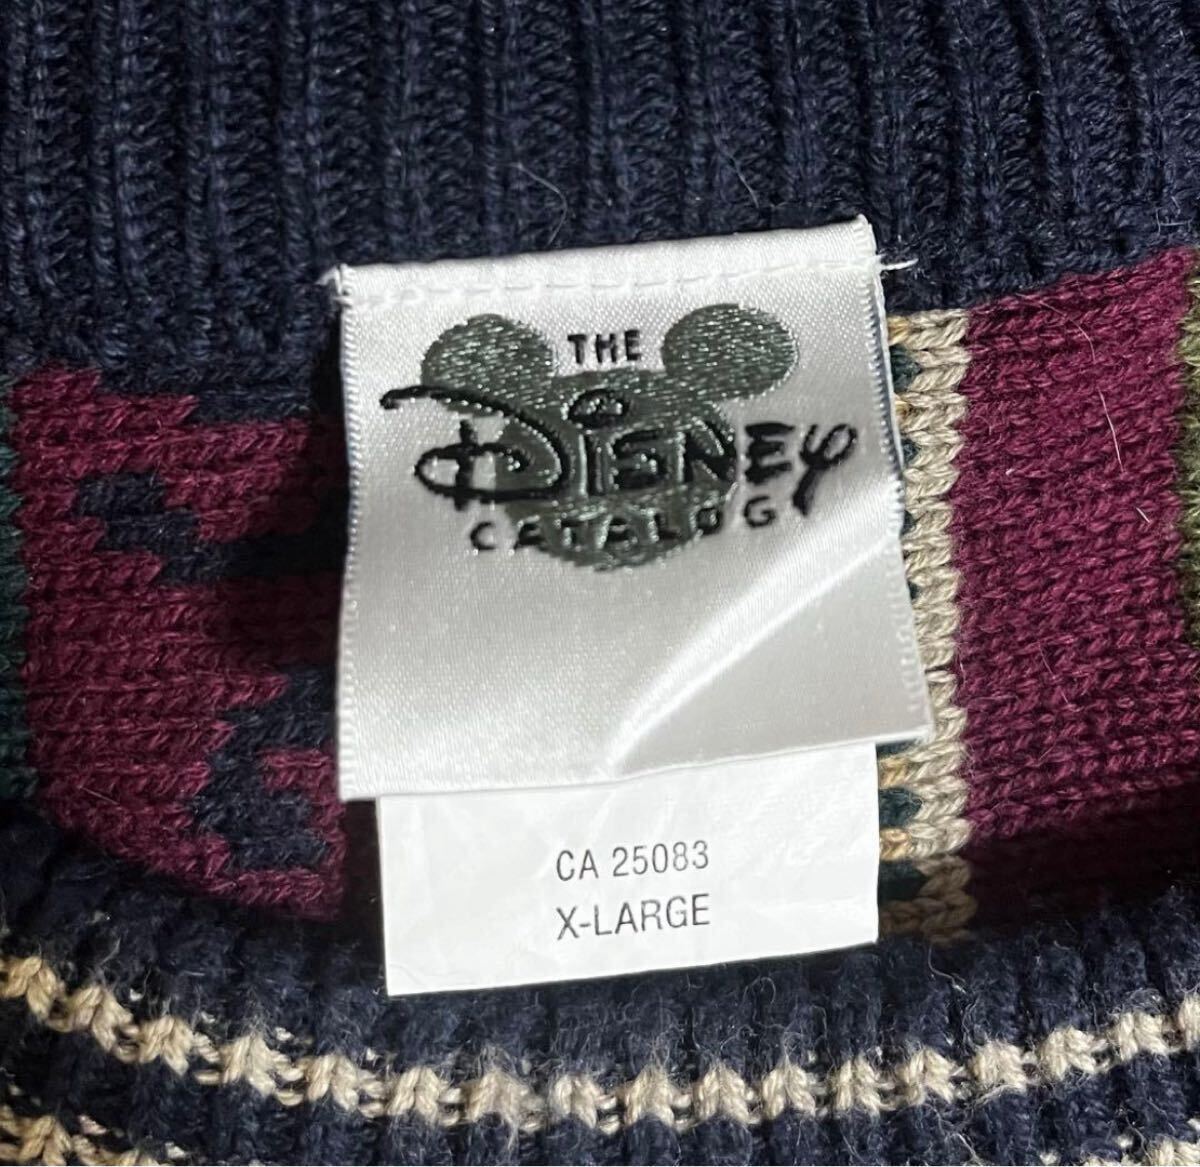 THE
DISNEY
CATALOG
CA 25083
X-LARGE